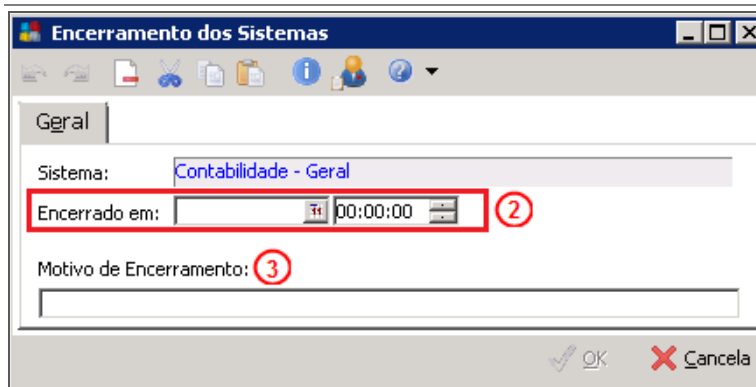 Encerramento dos Sistemas
Geral
Sistema: Contabilidade - Geral
Encerrado em: 00:00:00 2
Motivo de Encerramento: 3
OK Cancela